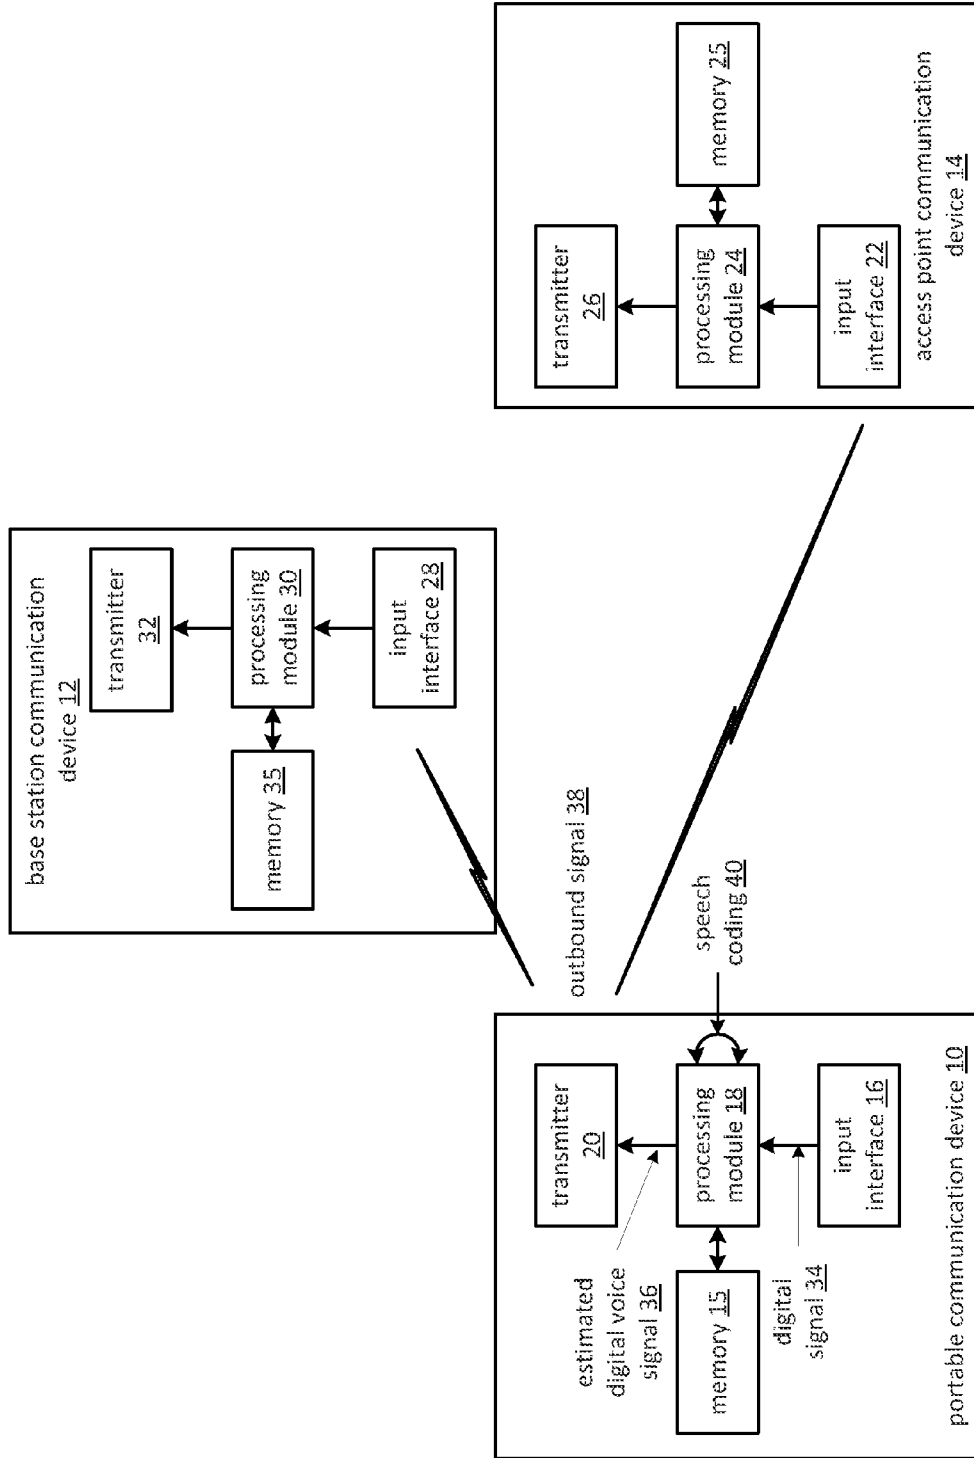 base station communication
device 12
transmitter
32
processing
module 30
input
interface 28
memory 35
outbound signal 38
speech
coding 40
transmitter
20
processing
module 18
input
interface 16
memory 15
estimated
digital voice
signal 36
digital
signal 34
portable communication device 10
transmitter
26
processing
module 24
input
interface 22
memory 25
access point communication
device 14